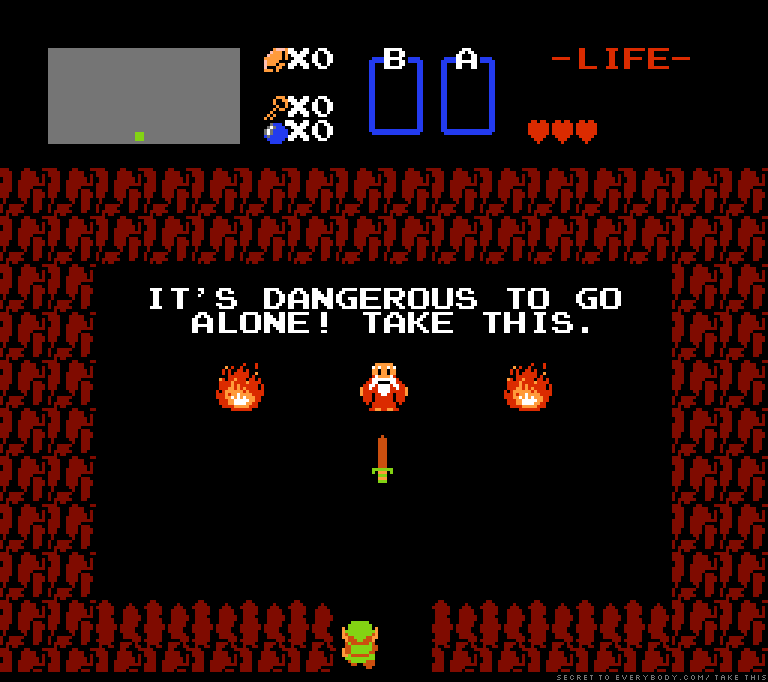 X0
B
A
-LIFE-
X0
X0
IT'S DANGEROUS TO GO
ALONE! TAKE THIS.
SECRET TO EVERYBODY.COM/ TAKE THIS